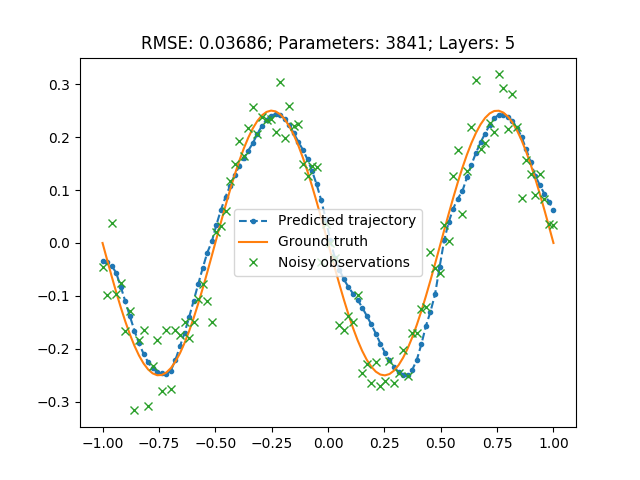 RMSE: 0.03686; Parameters: 3841; Layers: 5
0.3
0.2
0.1
0.0
−0.1
−0.2
−0.3
Predicted trajectory
Ground truth
Noisy observations
−1.00 −0.75 −0.50 −0.25 0.00 0.25 0.50 0.75 1.00